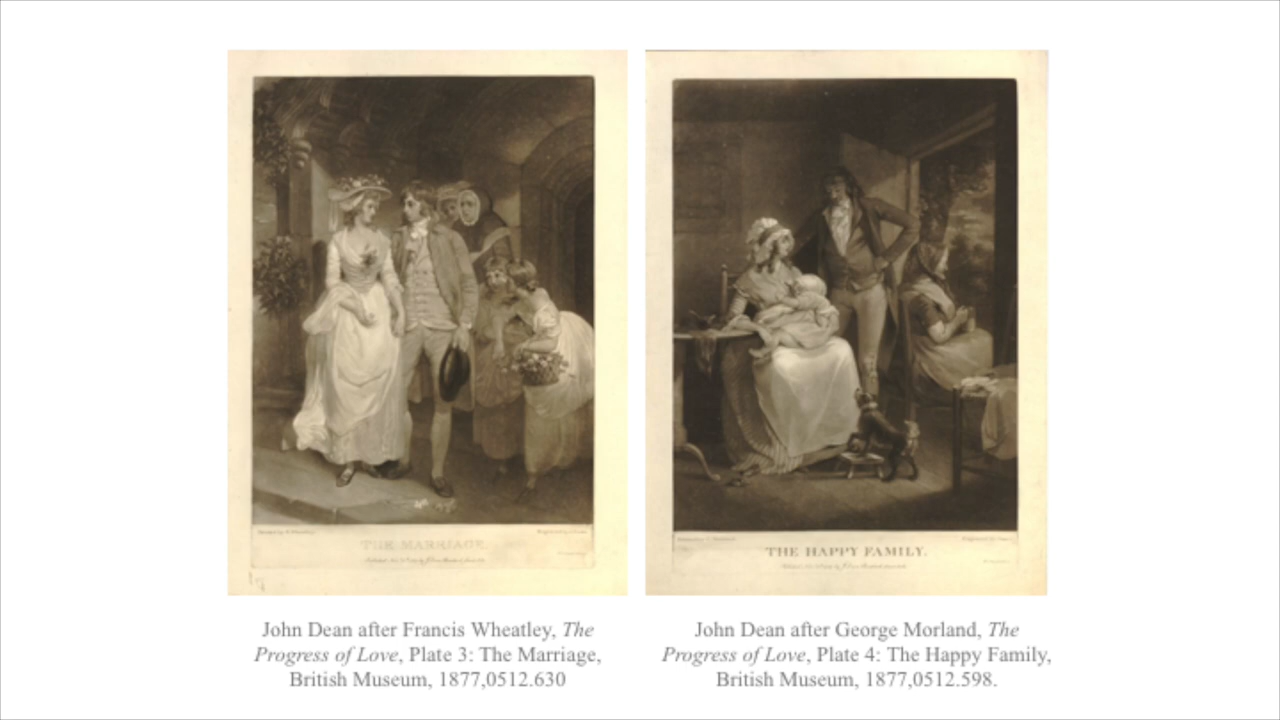 THE MARRIAGE.
THE HAPPY FAMILY.
John Dean after Francis Wheatley, The
Progress of Love, Plate 3: The Marriage,
British Museum, 1877,0512.630
John Dean after George Morland, The
Progress of Love, Plate 4: The Happy Family,
British Museum, 1877,0512.598.